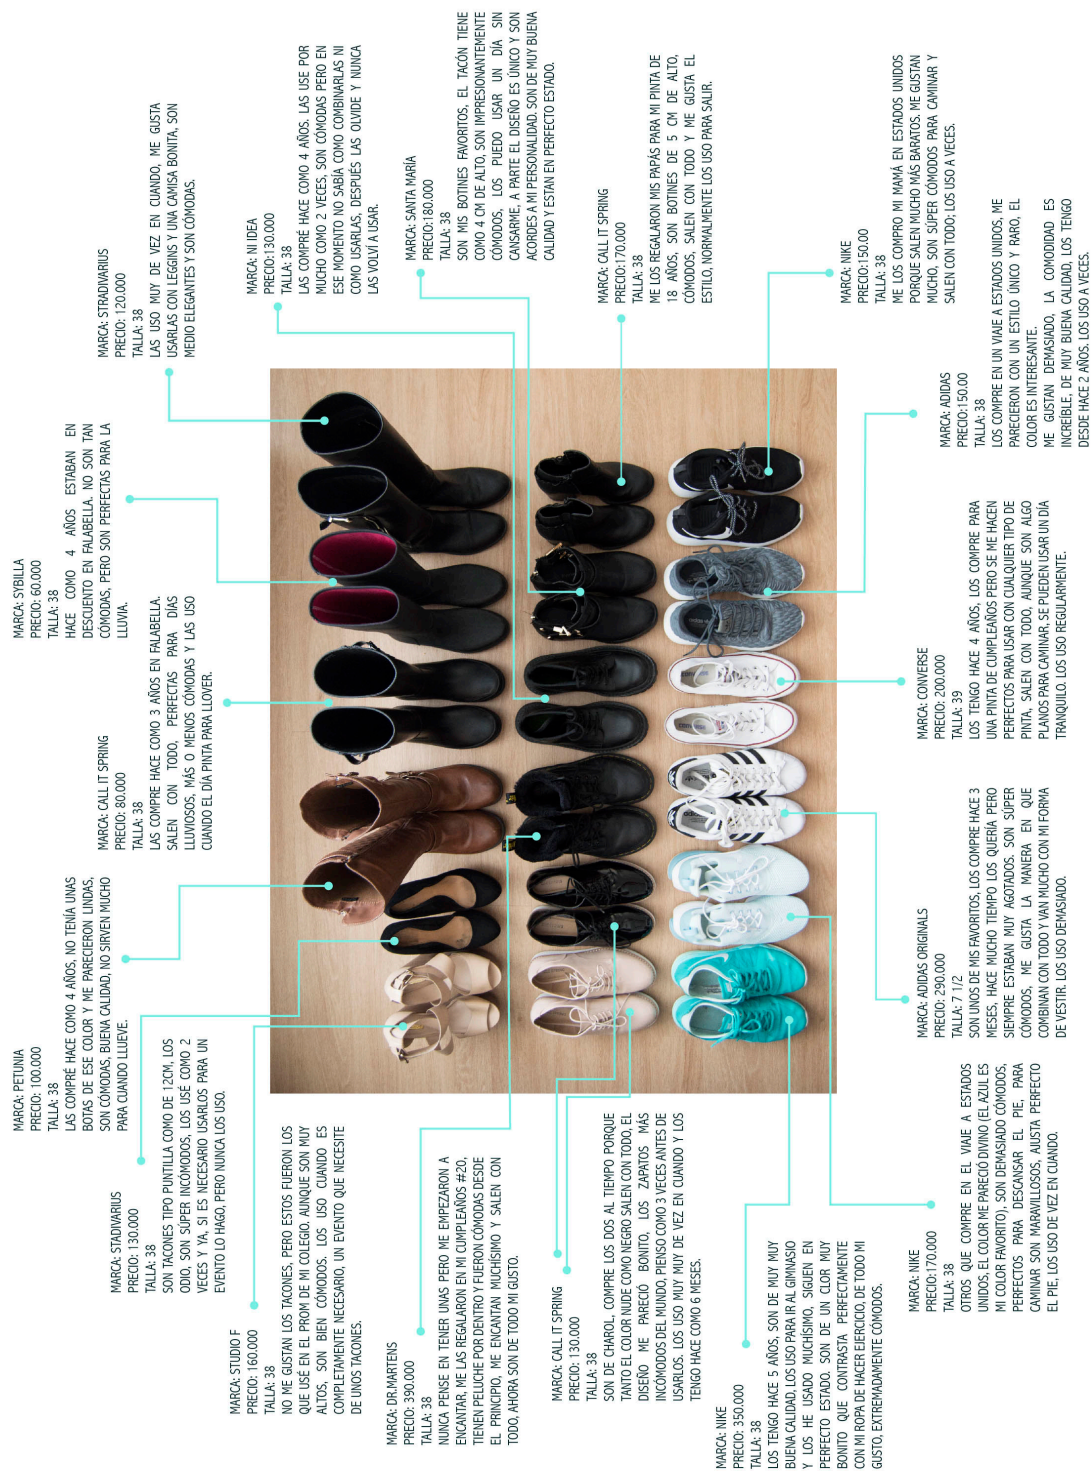 MARCA: PETUNIA
PRECIO: 100.000
TALLA: 38
LAS COMPRÉ HACE COMO 4 AÑOS, NO TENÍA UNAS
BOTAS DE ESE COLOR Y ME PARECIERON LINDAS,
SON CÓMODAS, BUENA CALIDAD, NO SIRVEN MUCHO
PARA CUANDO LLUEVE.
MARCA: CALL IT SPRING
PRECIO: 80.000
TALLA: 38
LAS COMPRE HACE COMO 3 AÑOS EN FALABELLA.
SALEN CON TODO, PERFECTAS PARA DÍAS
LLUVIOSOS, MÁS O MENOS CÓMODAS Y LAS USO
CUANDO EL DÍA PINTA PARA LLOVER.
MARCA: SYBILLA
PRECIO: 60.000
TALLA: 38
HACE COMO 4 AÑOS ESTABAN EN
DESCUENTO EN FALABELLA. NO SON TAN
CÓMODAS, PERO SON PERFECTAS PARA LA
LLUVIA.
MARCA: STRADIVARIUS
PRECIO: 120.000
TALLA: 38
LAS USO MUY DE VEZ EN CUANDO, ME GUSTA
USARLAS CON LEGGINS Y UNA CAMISA BONITA, SON
MEDIO ELEGANTES Y SON CÓMODAS.
MARCA: STADIVARIUS
PRECIO: 130.000
TALLA: 38
SON TACONES TIPO PUNTILLA COMO DE 12CM, LOS
ODIO, SON SÚPER INCÓMODOS, LOS USÉ COMO 2
VECES Y YA, SI ES NECESARIO USARLOS PARA UN
EVENTO LO HAGO, PERO NUNCA LOS USO.
MARCA: STUDIO F
PRECIO: 160.000
TALLA: 38
NO ME GUSTAN LOS TACONES, PERO ESTOS FUERON LOS
QUE USÉ EN EL PROM DE MI COLEGIO. AUNQUE SON MUY
ALTOS, SON BIEN CÓMODOS. LOS USO CUANDO ES
COMPLETAMENTE NECESARIO, UN EVENTO QUE NECESITE
DE UNOS TACONES.
MARCA: NI IDEA
PRECIO:130.000
TALLA: 38
LAS COMPRÉ HACE COMO 4 AÑOS. LAS USE POR
MUCHO COMO 2 VECES, SON CÓMODAS PERO EN
ESE MOMENTO NO SABÍA COMO COMBINARLAS NI
COMO USARLAS, DESPUÉS LAS OLVIDE Y NUNCA
LAS VOLVÍ A USAR.
MARCA: SANTA MARÍA
PRECIO:180.000
TALLA: 38
SON MIS BOTINES FAVORITOS, EL TACÓN TIENE
COMO 4 CM DE ALTO, SON IMPRESIONANTEMENTE
CÓMODOS, LOS PUEDO USAR UN DÍA SIN
CANSARME, A PARTE EL DISEÑO ES ÚNICO Y SON
ACORDES A MI PERSONALIDAD. SON DE MUY BUENA
CALIDAD Y ESTAN EN PERFECTO ESTADO.
MARCA: DR.MARTENS
PRECIO: 390.000
TALLA: 38
NUNCA PENSE EN TENER UNAS PERO ME EMPEZARON A
ENCANTAR, ME LAS REGALARON EN MI CUMPLEAÑOS #20,
TIENEN PELUCHE POR DENTRO Y FUERON CÓMODAS DESDE
EL PRINCIPIO, ME ENCANTAN MUCHÍSIMO Y SALEN CON
TODO, AHORA SON DE TODO MI GUSTO.
MARCA: CALL IT SPRING
PRECIO: 130.000
TALLA: 38
SON DE CHAROL, COMPRE LOS DOS AL TIEMPO PORQUE
TANTO EL COLOR NUDE COMO NEGRO SALEN CON TODO, EL
DISEÑO ME PARECIÓ BONITO, LOS ZAPATOS MÁS
INCÓMODOS DEL MUNDO, PIENSO COMO 3 VECES ANTES DE
USARLOS. LOS USO MUY MUY DE VEZ EN CUANDO Y LOS
TENGO HACE COMO 6 MESES.
MARCA: CALL IT SPRING
PRECIO:170.000
TALLA: 38
ME LOS REGALARON MIS PAPÁS PARA MI PINTA DE
18 AÑOS, SON BOTINES DE 5 CM DE ALTO,
CÓMODOS, SALEN CON TODO Y ME GUSTA EL
ESTILO, NORMALMENTE LOS USO PARA SALIR.
MARCA: NIKE
PRECIO: 350.000
TALLA: 38
LOS TENGO HACE 5 AÑOS, SON DE MUY MUY
BUENA CALIDAD, LOS USO PARA IR AL GIMNASIO
Y LOS HE USADO MUCHÍSIMO, SIGUEN EN
PERFECTO ESTADO. SON DE UN CLOR MUY
BONITO QUE CONTRASTA PERFECTAMENTE
CON MI ROPA DE HACER EJERCICIO, DE TODO MI
GUSTO, EXTREMADAMENTE CÓMODOS.
MARCA: NIKE
PRECIO:150.00
TALLA: 38
ME LOS COMPRO MI MAMÁ EN ESTADOS UNIDOS
PORQUE SALEN MUCHO MÁS BARATOS. ME GUSTAN
MUCHO, SON SÚPER CÓMODOS PARA CAMINAR Y
SALEN CON TODO; LOS USO A VECES.
MARCA: NIKE
PRECIO:170.000
TALLA: 38
OTROS QUE COMPRE EN EL VIAJE A ESTADOS
UNIDOS, EL COLOR ME PARECIÓ DIVINO (EL AZUL ES
MI COLOR FAVORITO), SON DEMASIADO CÓMODOS,
PERFECTOS PARA DESCANSAR EL PIE, PARA
CAMINAR SON MARAVILLOSOS, AJUSTA PERFECTO
EL PIE, LOS USO DE VEZ EN CUANDO.
MARCA: ADIDAS ORIGINALS
PRECIO: 290.000
TALLA: 7 1/2
SON UNOS DE MIS FAVORITOS, LOS COMPRE HACE 3
MESES, HACE MUCHO TIEMPO LOS QUERÍA PERO
SIEMPRE ESTABAN MUY AGOTADOS. SON SÚPER
CÓMODOS, ME GUSTA LA MANERA EN QUE
COMBINAN CON TODO Y VAN MUCHO CON MI FORMA
DE VESTIR. LOS USO DEMASIADO.
MARCA: CONVERSE
PRECIO: 200.000
TALLA: 39
LOS TENGO HACE 4 AÑOS, LOS COMPRE PARA
UNA PINTA DE CUMPLEAÑOS PERO SE ME HACEN
PERFECTOS PARA USAR CON CUALQUIER TIPO DE
PINTA, SALEN CON TODO, AUNQUE SON ALGO
PLANOS PARA CAMINAR, SE PUEDEN USAR UN DÍA
TRANQUILO. LOS USO REGULARMENTE.
MARCA: ADIDAS
PRECIO:150.00
TALLA: 38
LOS COMPRE EN UN VIAJE A ESTADOS UNIDOS, ME
PARECIERON CON UN ESTILO ÚNICO Y RARO, EL
COLOR ES INTERESANTE.
ME GUSTAN DEMASIADO, LA COMODIDAD ES
INCREÍBLE, DE MUY BUENA CALIDAD, LOS TENGO
DESDE HACE 2 AÑOS. LOS USO A VECES.